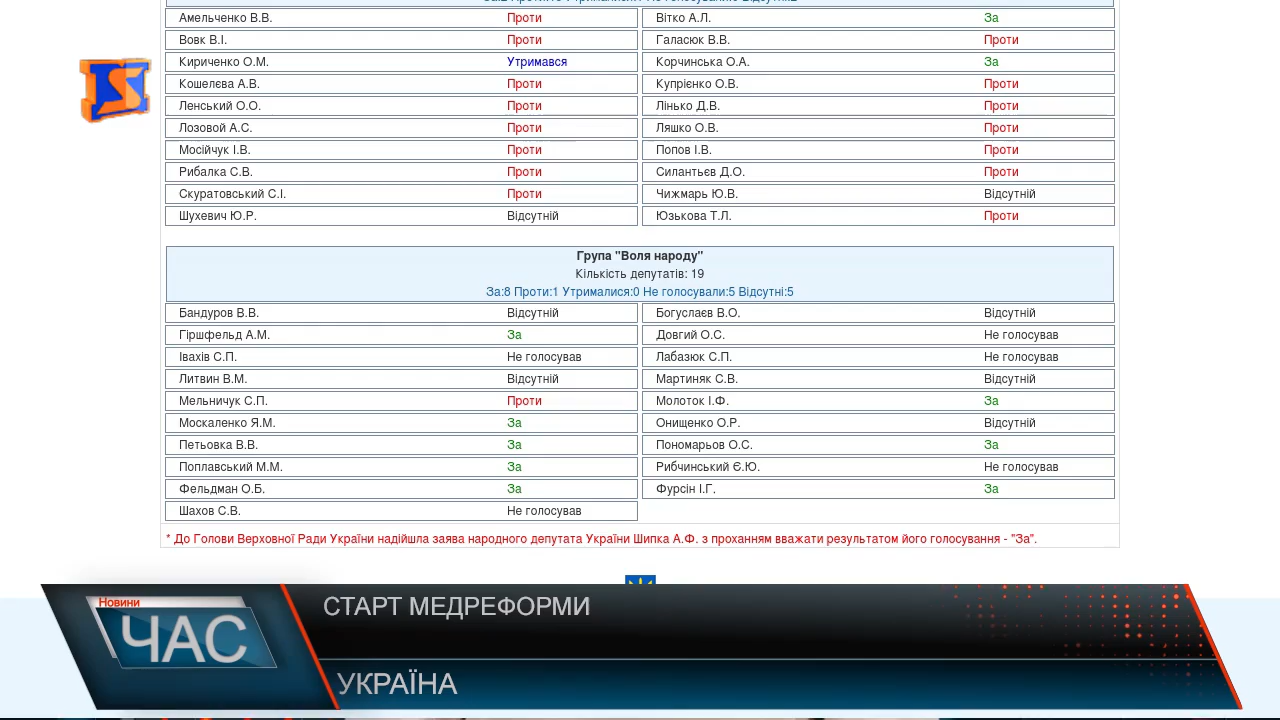 Амельченко В.В. Проти Вітко А.Л. За
Вовк В.І. Проти Галасюк В.В. Проти
Кириченко О.М. Утримався Корчинська О.А. За
Кошелєва А.В. Проти Купрієнко О.В. Проти
Ленський О.О. Проти Лінько Д.В. Проти
Лозовой А.С. Проти Ляшко О.В. Проти
Мосійчук І.В. Проти Попов І.В. Проти
Рибалка С.В. Проти Силантьєв Д.О. Проти
Скуратовський С.І. Проти Чижмарь Ю.В. Відсутній
Шухевич Ю.Р. Відсутній Юзькова Т.Л. Проти
Група "Воля народу"
Кількість депутатів: 19
За:8 Проти:1 Утрималися:0 Не голосували:5 Відсутні:5
Бандуров В.В. Відсутній Богуслаєв В.О. Відсутній
Гіршфельд А.М. За Довгий О.С. Не голосував
Івахів С.П. Не голосував Лабазюк С.П. Не голосував
Литвин В.М. Відсутній Мартиняк С.В. Відсутній
Мельничук С.П. Проти Молоток І.Ф. За
Москаленко Я.М. За Онищенко О.Р. Відсутній
Петьовка В.В. За Пономарьов О.С. За
Поплавський М.М. За Рибчинський Є.Ю. Не голосував
Фельдман О.Б. За Фурсін І.Г. За
Шахов С.В. Не голосував
* До Голови Верховної Ради України надійшла заява народного депутата України Шипка А.Ф. з проханням вважати результатом його голосування - "За".
Новини
ЧАС
СТАРТ МЕДРЕФОРМИ
УКРАЇНА